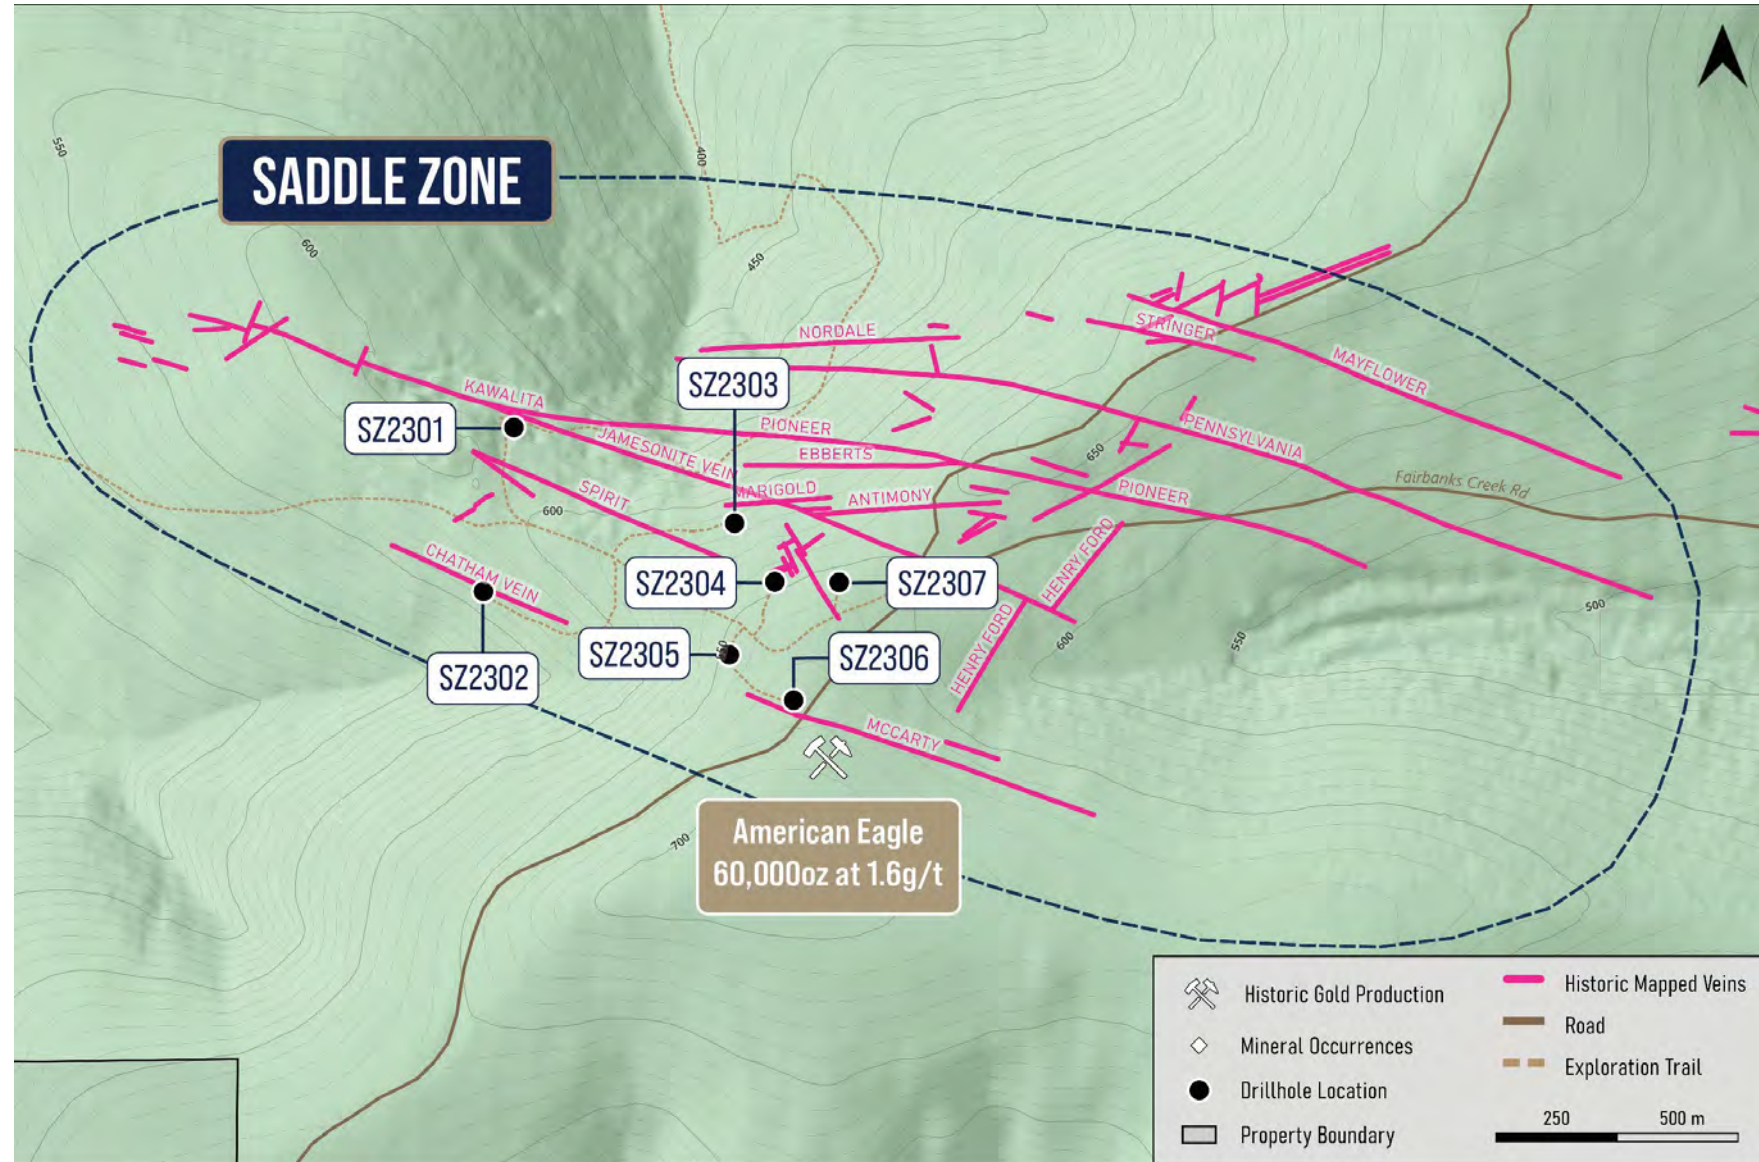 550
400
SADDLE ZONE
600
450
NORDALE
STRINGER
MAYFLOWER
SZ2303
KAWALITA
SZ2301
PIONEER
JAMESONITE VEIN
EBBERTS
PENNSYLVANIA
650
MARIGOLD
ANTIMONY
PIONEER
Fairbanks Creek Rd
SPIRIT
600
CHATHAM VEIN
SZ2304
SZ2307
HENRY FORD
500
SZ2302
SZ2305
SZ2306
HENRY FORD
600
550
MCCARTY
700
American Eagle
60,000oz at 1.6g/t
Historic Gold Production
Mineral Occurrences
Drillhole Location
Property Boundary
Historic Mapped Veins
Road
Exploration Trail
250 500 m